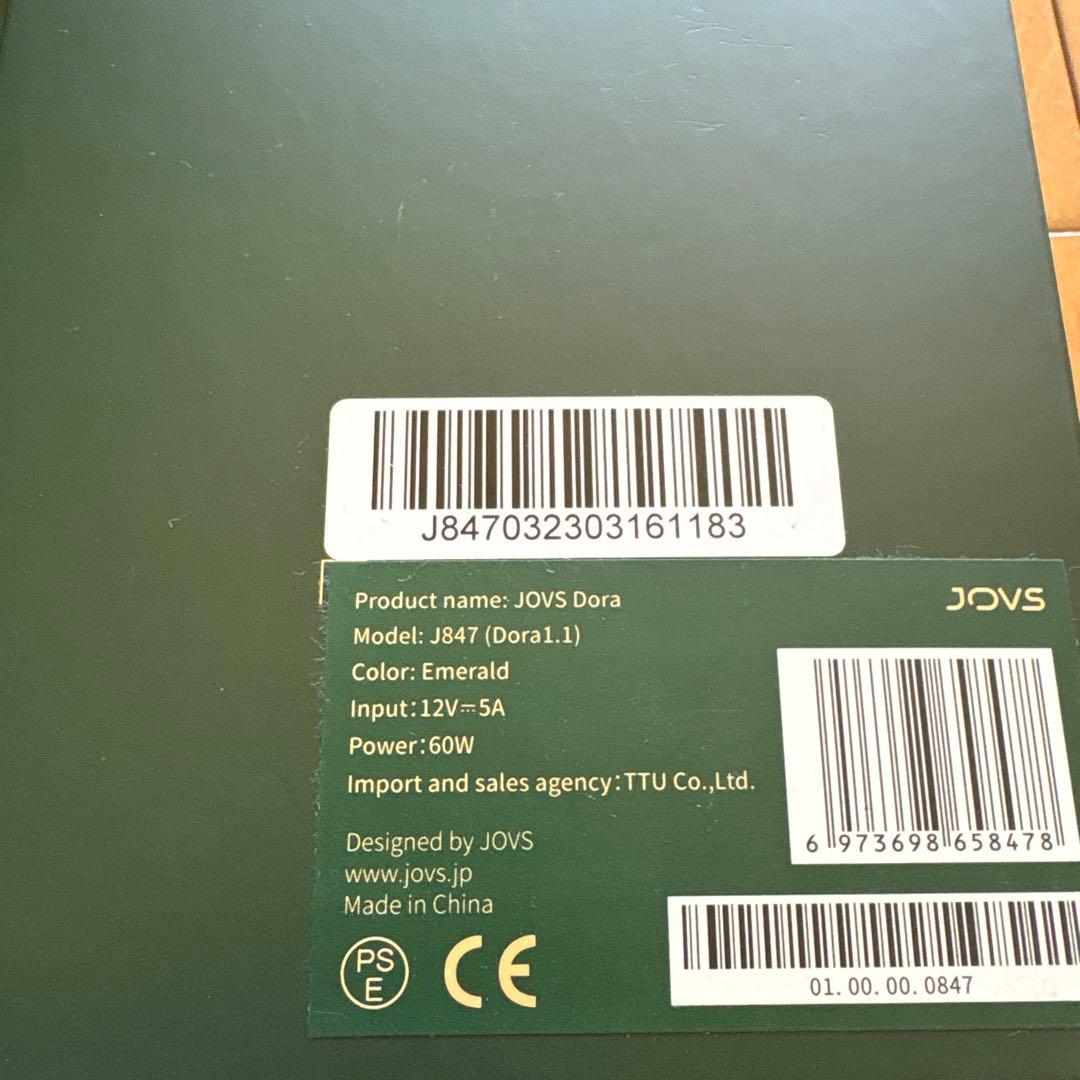 J847032303161183
JOVS
Product name: JOVS Dora
Model: J847 (Dora1.1)
Color: Emerald
Input:12V⎓5A
Power:60W
Import and sales agency:TTU Co.,Ltd.
6 973698 658478
Designed by JOVS
www.jovs.jp
Made in China
PS
E
CE
01.00.00.0847